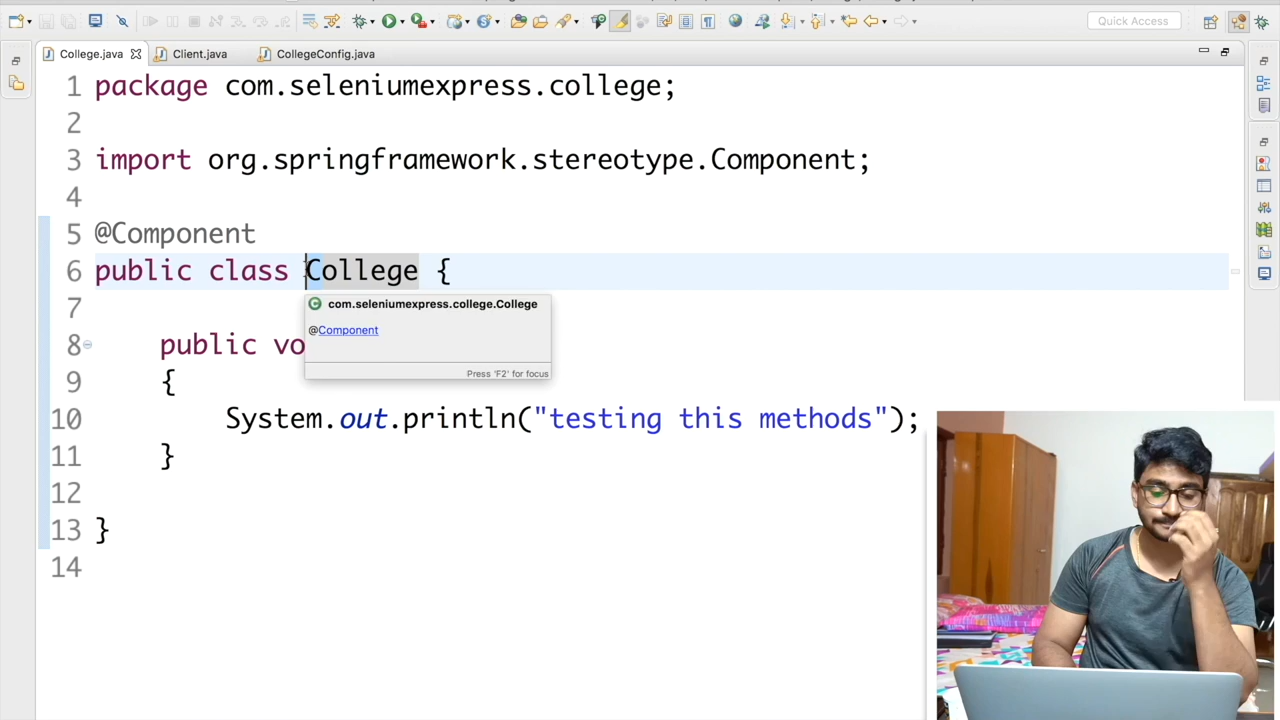 Quick Access
College.java
Client.java
CollegeConfig.java
1 package com.seleniumexpress.college;
2
3 import org.springframework.stereotype.Component;
4
5 @Component
6 public class College {
com.seleniumexpress.college.College
7
@Component
8 public vo
Press 'F2' for focus
9 {
10 System.out.println("testing this methods");
11 }
12
13 }
14